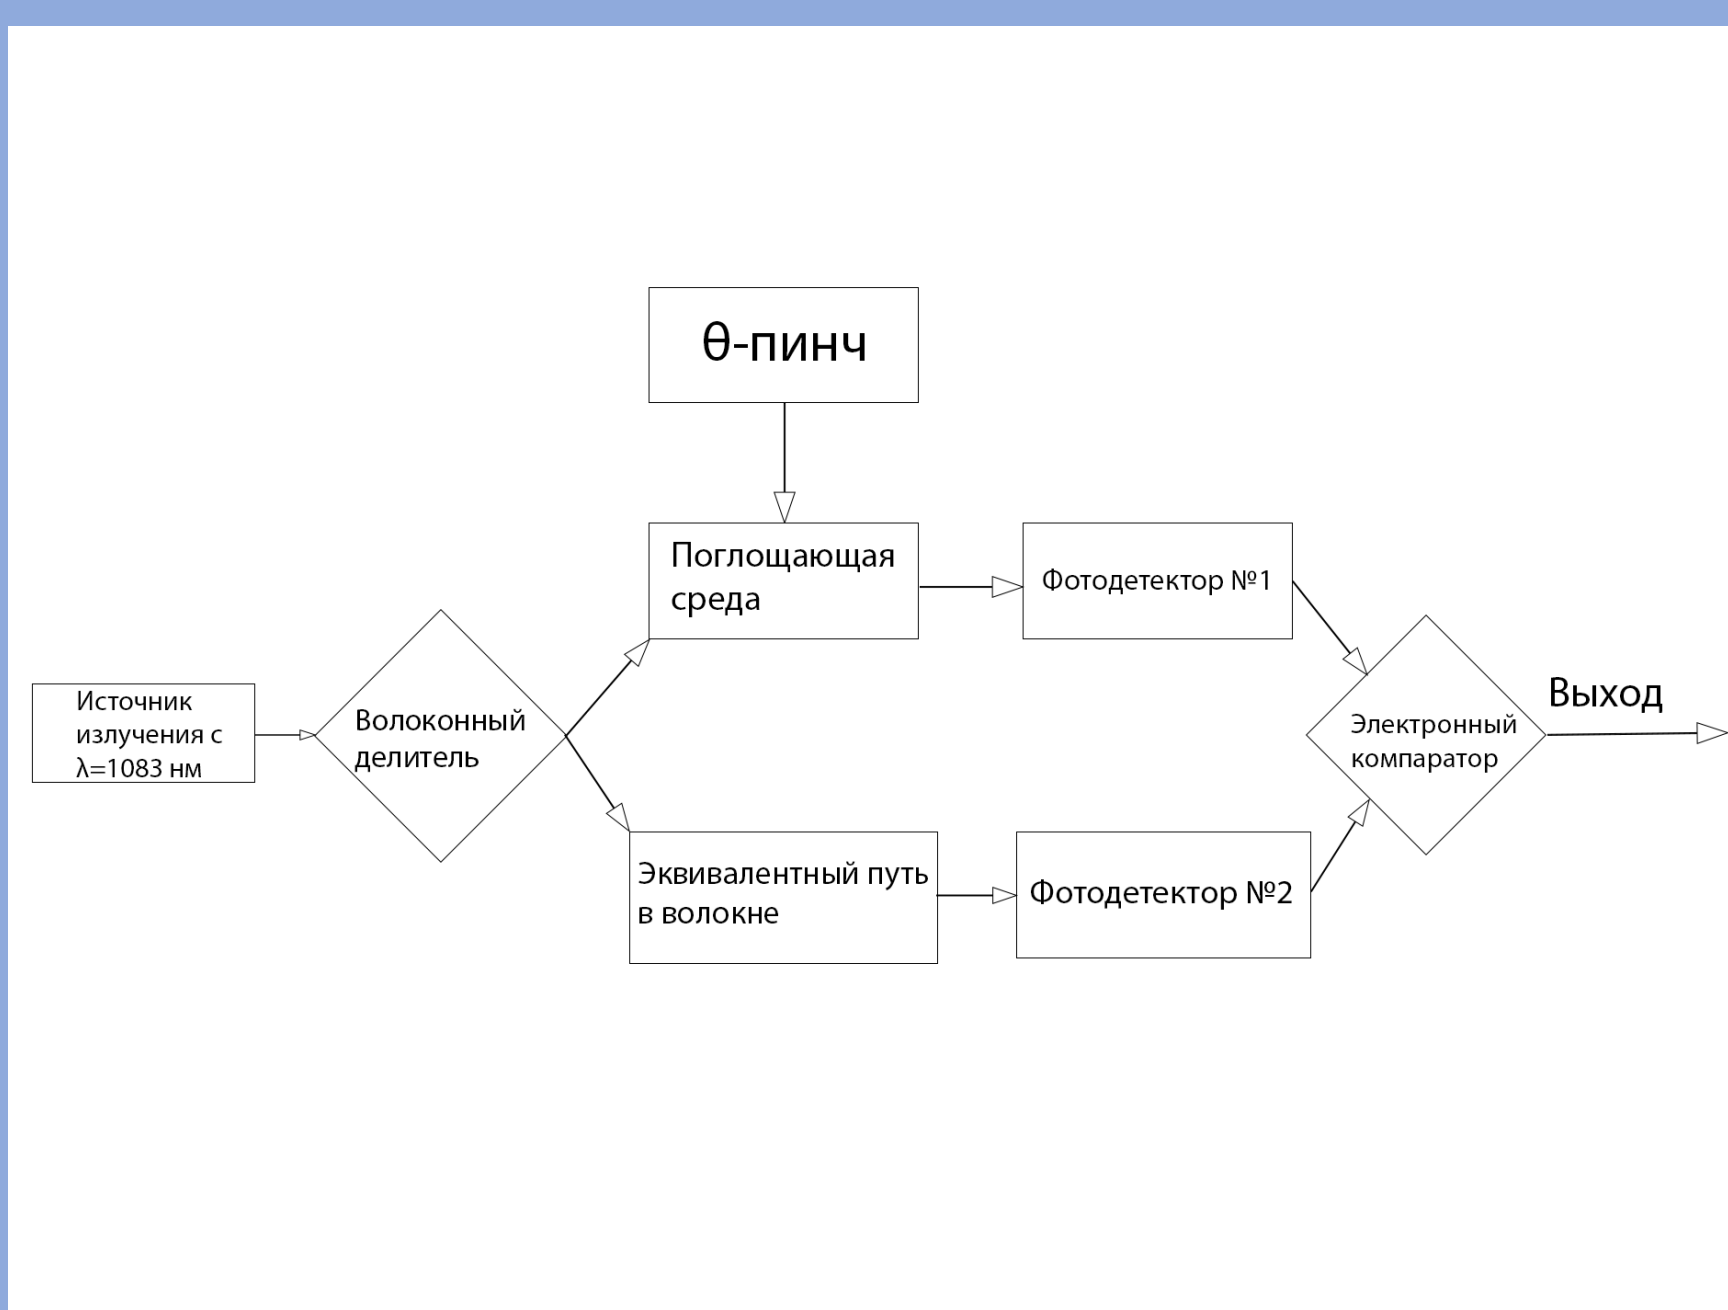 θ-пинч
Поглощающая
среда
Фотодетектор №1
Источник
излучения с
λ=1083 нм
Волоконный
делитель
Выход
Электронный
компаратор
Эквивалентный путь
в волокне
Фотодетектор №2